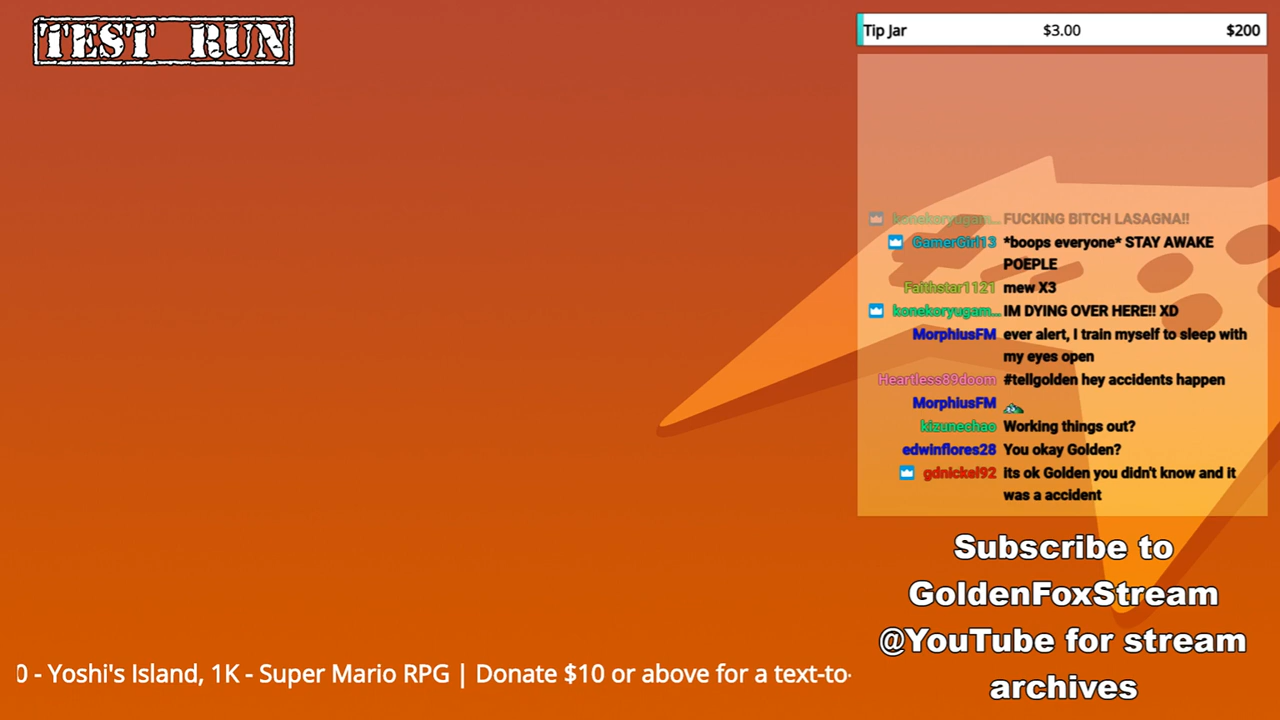 TEST RUN
Tip Jar $3.00 $200
konekoryugam... FUCKING BITCH LASAGNA!!
GamerGirl13 *boops everyone* STAY AWAKE
POEPLE
Faithstar1121 mew X3
konekoryugam... IM DYING OVER HERE!! XD
MorphiusFM ever alert, I train myself to sleep with
my eyes open
Heartless89doom #tellgolden hey accidents happen
MorphiusFM
kizunechao Working things out?
edwinflores28 You okay Golden?
gdnickel92 its ok Golden you didn't know and it
was a accident
Subscribe to
GoldenFoxStream
@YouTube for stream
archives
0 - Yoshi's Island, 1K - Super Mario RPG | Donate $10 or above for a text-to-